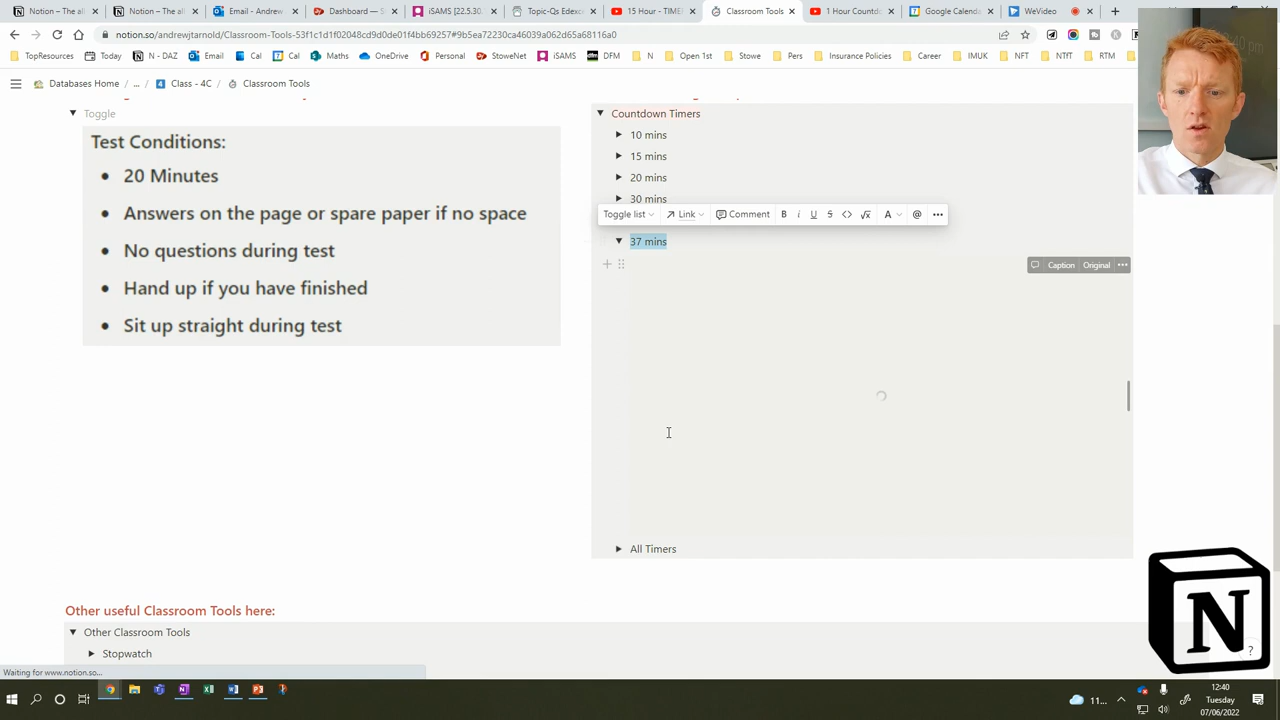 Notion – The all-i
Notion – The all-i
Email - Andrew
Dashboard — S
iSAMS [22.5.30-
Topic-Qs Edexce
15 Hour - TIMER
Classroom Tools
1 Hour Countdo
Google Calenda
WeVideo
notion.so/andrewjtarnold/Classroom-Tools-53f1c1d1f02048cd9d0de01f4bb69257#9b5ea72230ca46039a062d65a68116a0
TopResources
Today
N - DAZ
Email
Cal
Maths
OneDrive
Personal
StoweNet
iSAMS
DFM
N
Open 1st
Stowe
Pers
Insurance Policies
Career
IMUK
NFT
NTfT
RTM
Databases Home / ... / Class - 4C / Classroom Tools
Toggle
Test Conditions:
• 20 Minutes
• Answers on the page or spare paper if no space
• No questions during test
• Hand up if you have finished
• Sit up straight during test
Countdown Timers
10 mins
15 mins
20 mins
30 mins
Toggle list Link Comment B i U S <> √x A @ •••
37 mins
Caption Original •••
All Timers
Other useful Classroom Tools here:
Other Classroom Tools
Stopwatch
Waiting for www.notion.so...
N
?
11...
12:40
Tuesday
07/06/2022